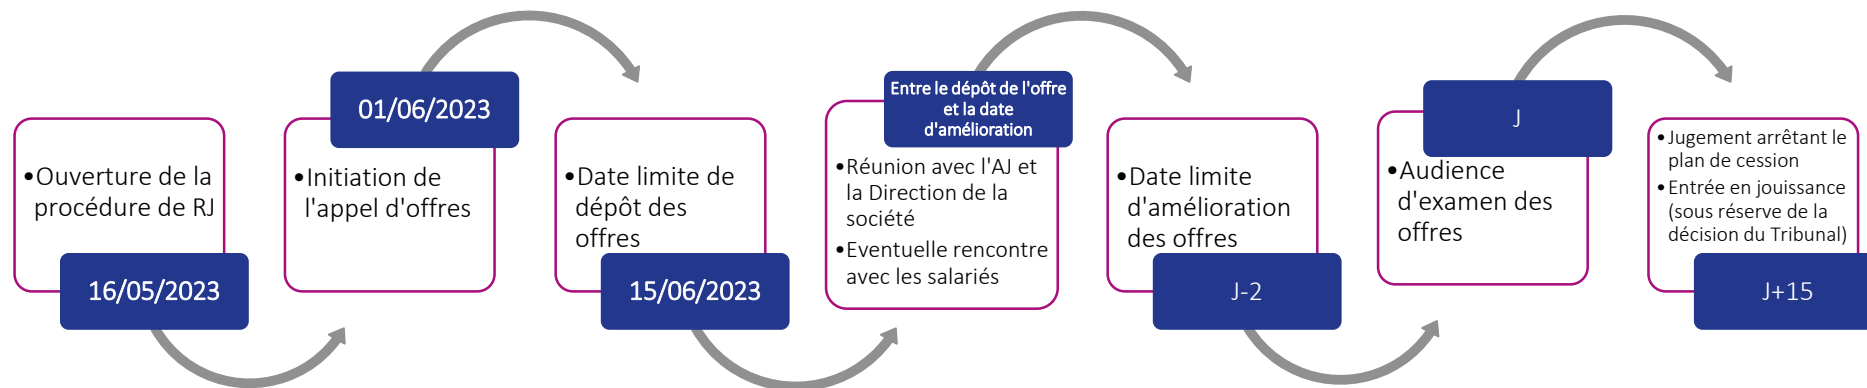 •Ouverture de la
procédure de RJ
16/05/2023
01/06/2023
•Initiation de
l'appel d'offres
•Date limite de
dépôt des
offres
15/06/2023
Entre le dépôt de l'offre
et la date
d'amélioration
•Réunion avec l'AJ et
la Direction de la
société
•Eventuelle rencontre
avec les salariés
•Date limite
d'amélioration
des offres
J-2
J
•Audience
d'examen des
offres
•Jugement arrêtant le
plan de cession
•Entrée en jouissance
(sous réserve de la
décision du Tribunal)
J+15